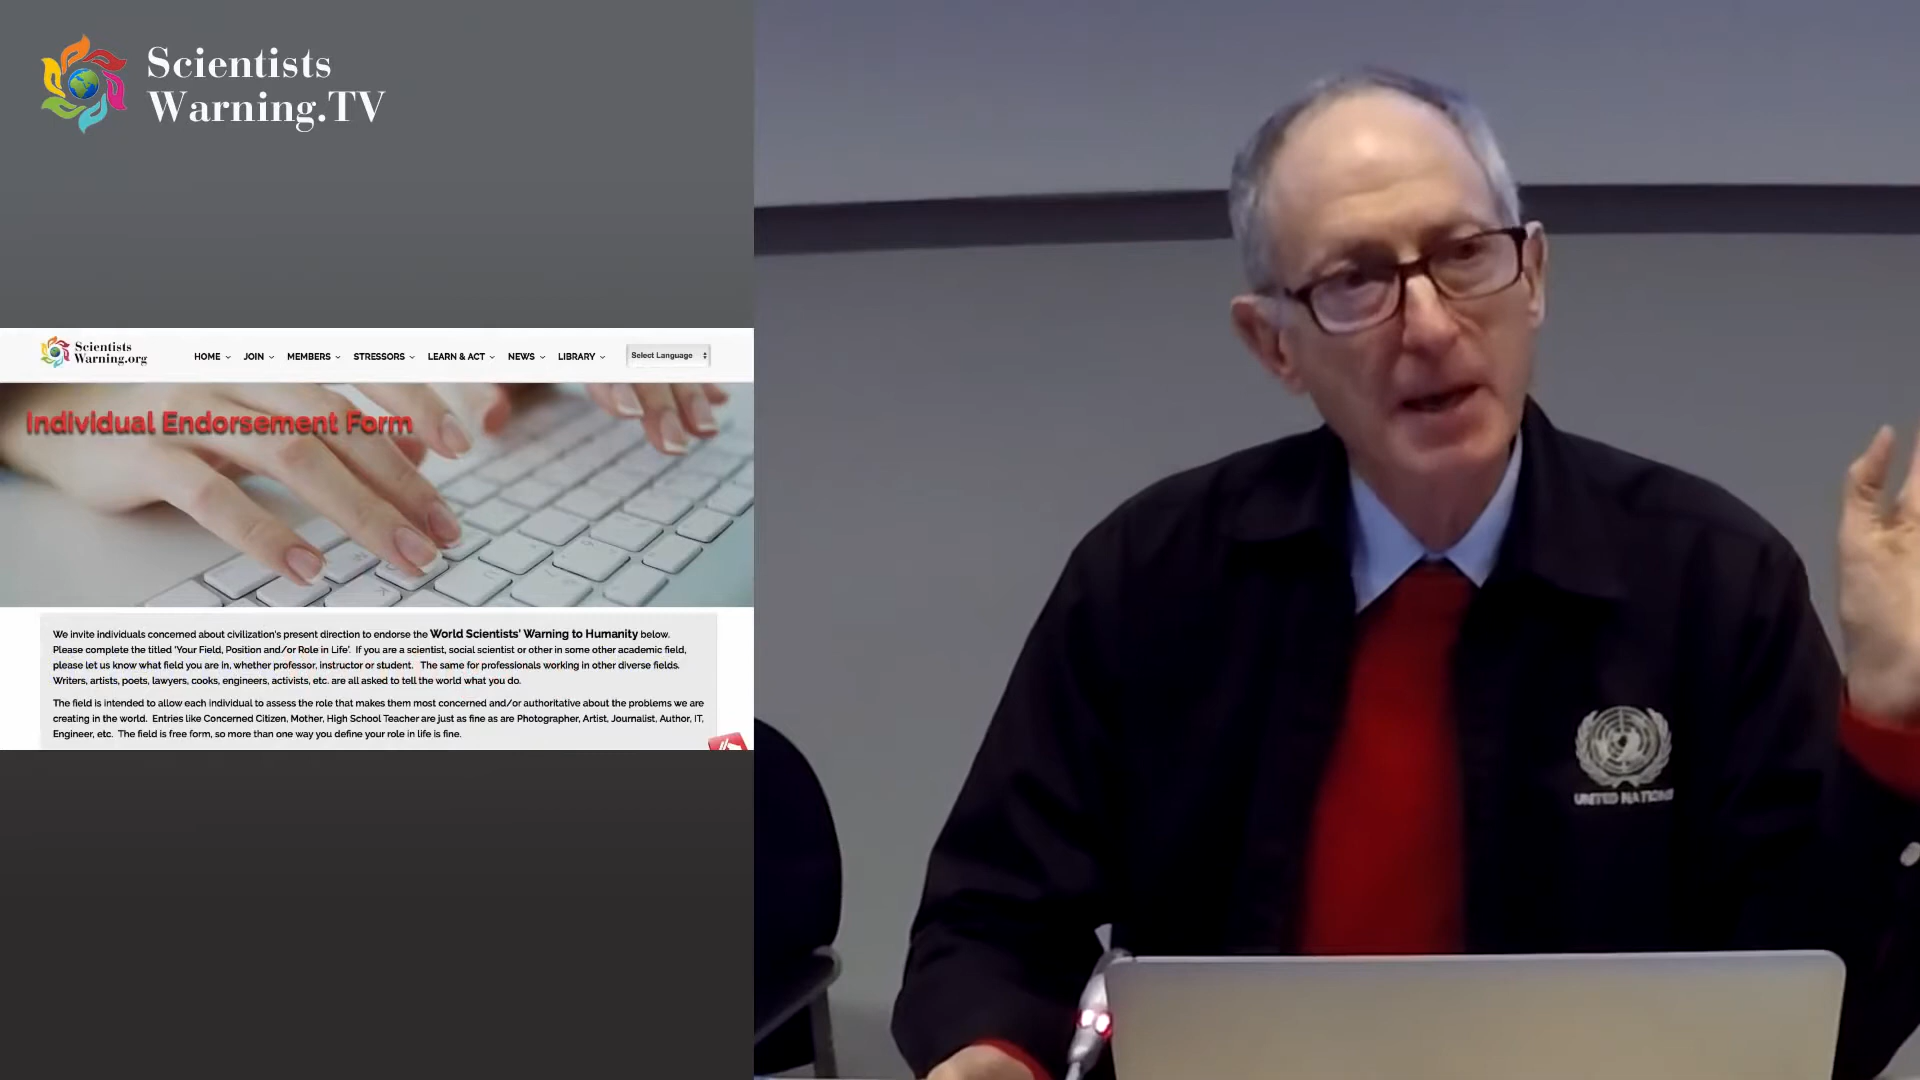 Scientists
Warning.TV
Scientists
Warning.org
HOME
JOIN
MEMBERS
STRESSORS
LEARN & ACT
NEWS
LIBRARY
Select Language
Individual Endorsement Form
We invite individuals concerned about civilization's present direction to endorse the World Scientists' Warning to Humanity below.
Please complete the titled 'Your Field, Position and/or Role in Life'. If you are a scientist, social scientist or other in some other academic field,
please let us know what field you are in, whether professor, instructor or student. The same for professionals working in other diverse fields.
Writers, artists, poets, lawyers, cooks, engineers, activists, etc. are all asked to tell the world what you do.
The field is intended to allow each individual to assess the role that makes them most concerned and/or authoritative about the problems we are
creating in the world. Entries like Concerned Citizen, Mother, High School Teacher are just as fine as are Photographer, Artist, Journalist, Author, IT,
Engineer, etc. The field is free form, so more than one way you define your role in life is fine.
UNITED NATIONS